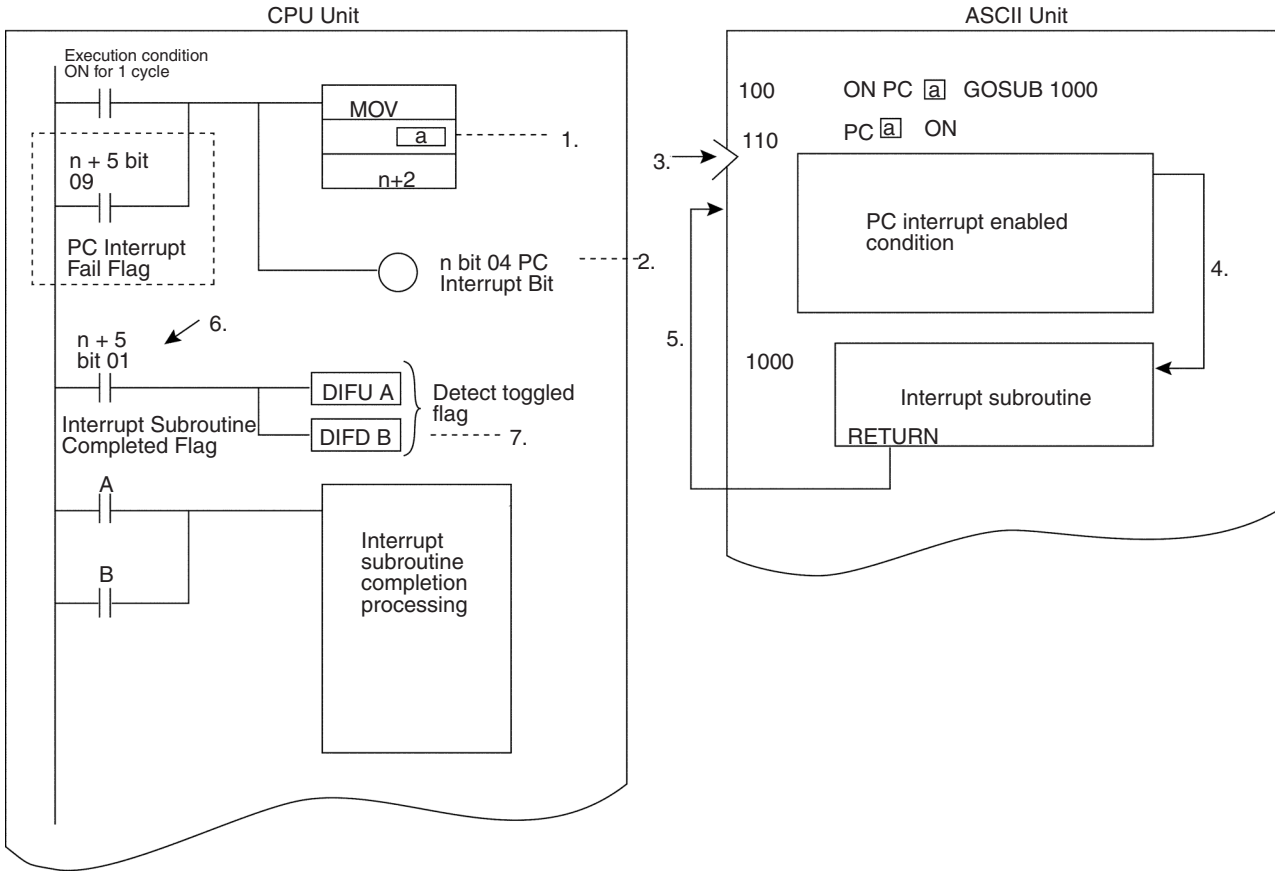 CPU Unit
Execution condition
ON for 1 cycle
MOV
a
1.
n+2
n + 5 bit
09
PC Interrupt
Fail Flag
n bit 04 PC
Interrupt Bit
2.
6.
n + 5
bit 01
DIFU A
DIFD B
Detect toggled
flag
7.
Interrupt Subroutine
Completed Flag
A
B
Interrupt
subroutine
completion
processing
ASCII Unit
100 ON PC a GOSUB 1000
110 PC a ON
3.
PC interrupt enabled
condition
4.
5.
1000
Interrupt subroutine
RETURN